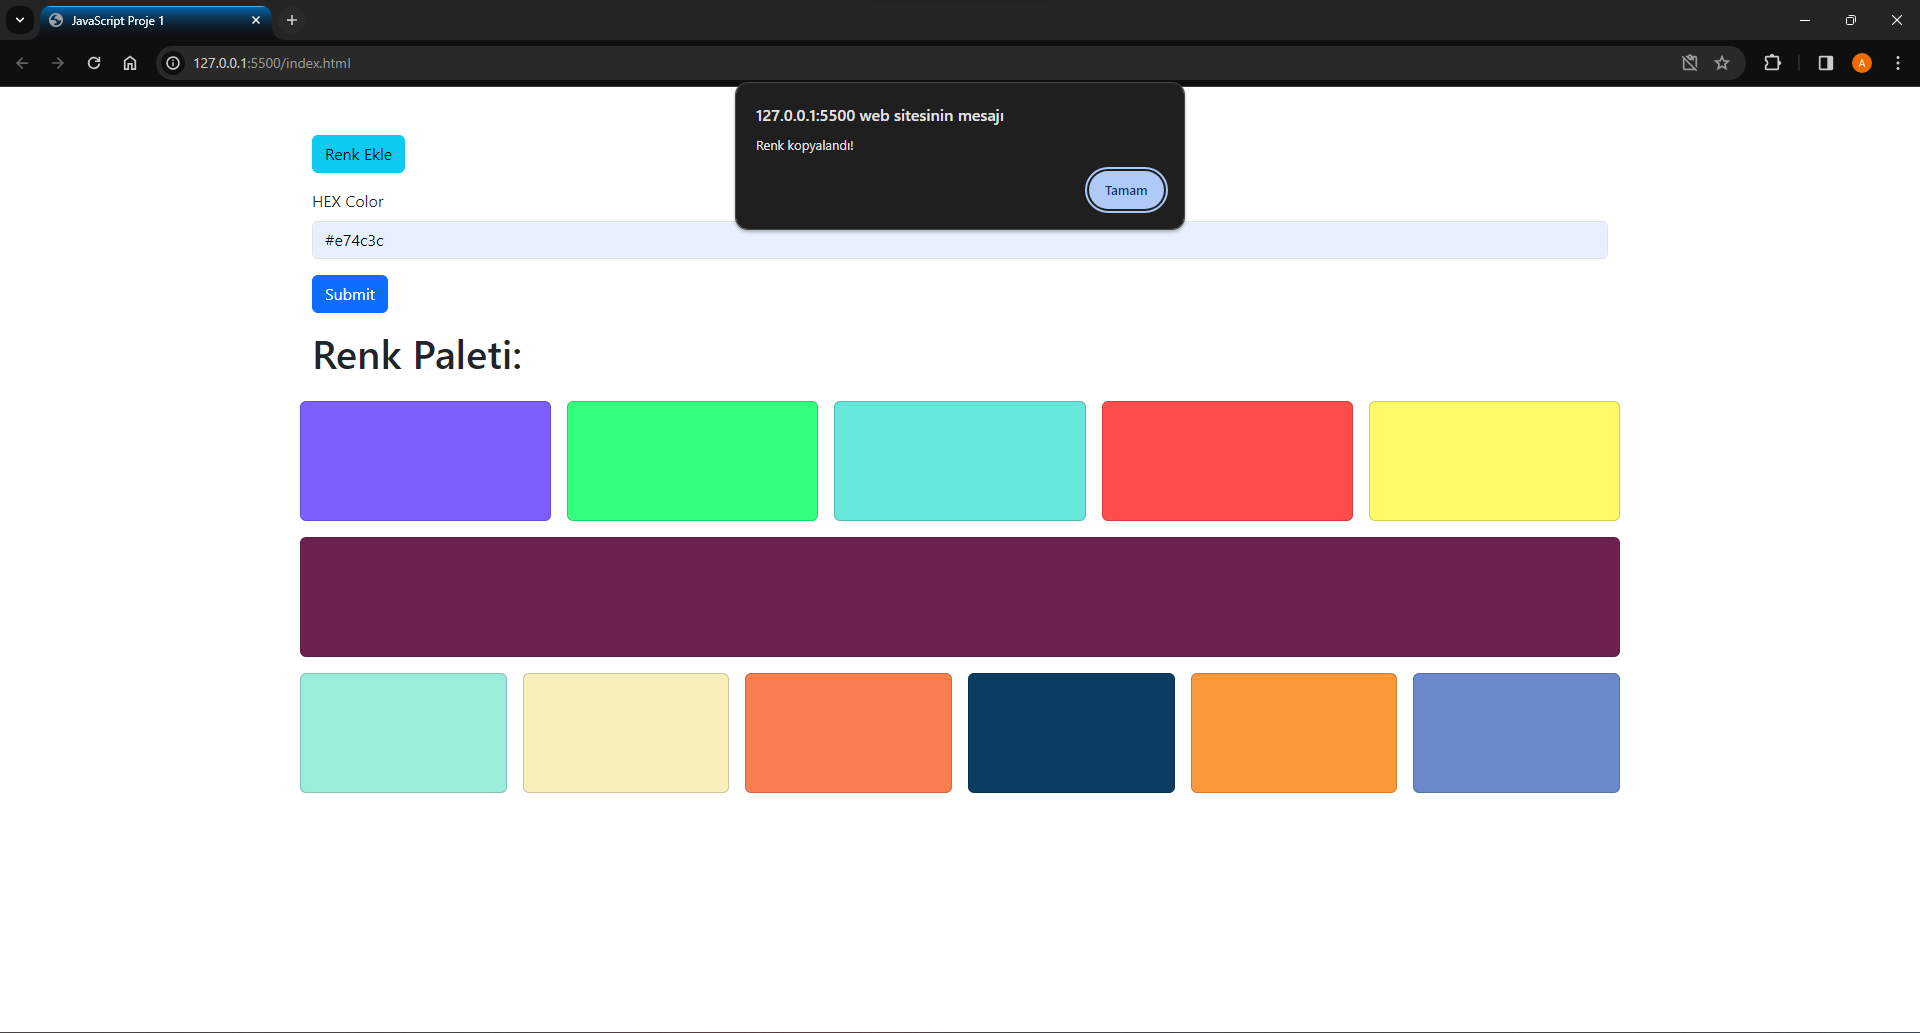 JavaScript Proje 1
127.0.0.1:5500/index.html
A
127.0.0.1:5500 web sitesinin mesajı
Renk kopyalandı!
Tamam
Renk Ekle
HEX Color
#e74c3c
Submit
Renk Paleti: